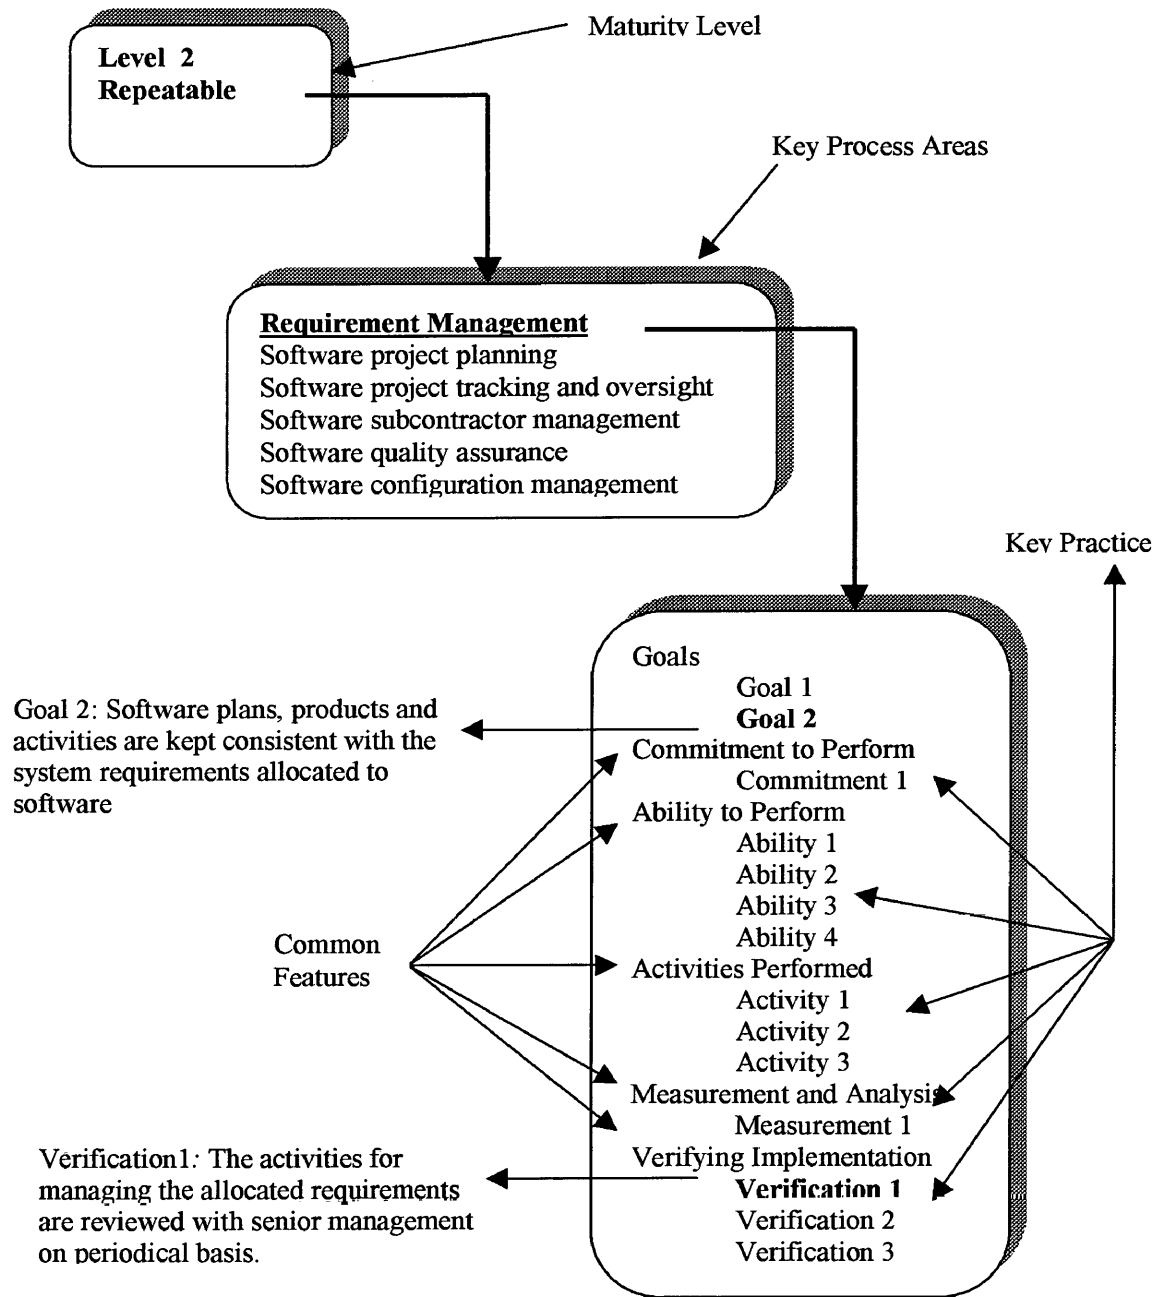 Maturity Level
Level 2
Repeatable
Key Process Areas
Requirement Management
Software project planning
Software project tracking and oversight
Software subcontractor management
Software quality assurance
Software configuration management
Key Practice
Goals
Goal 1
Goal 2
Goal 2: Software plans, products and
activities are kept consistent with the
system requirements allocated to
software
Commitment to Perform
Commitment 1
Ability to Perform
Ability 1
Ability 2
Ability 3
Ability 4
Common
Features
Activities Performed
Activity 1
Activity 2
Activity 3
Measurement and Analysis
Measurement 1
Verifying Implementation
Verification 1
Verification 2
Verification 3
Verification1: The activities for
managing the allocated requirements
are reviewed with senior management
on periodical basis.